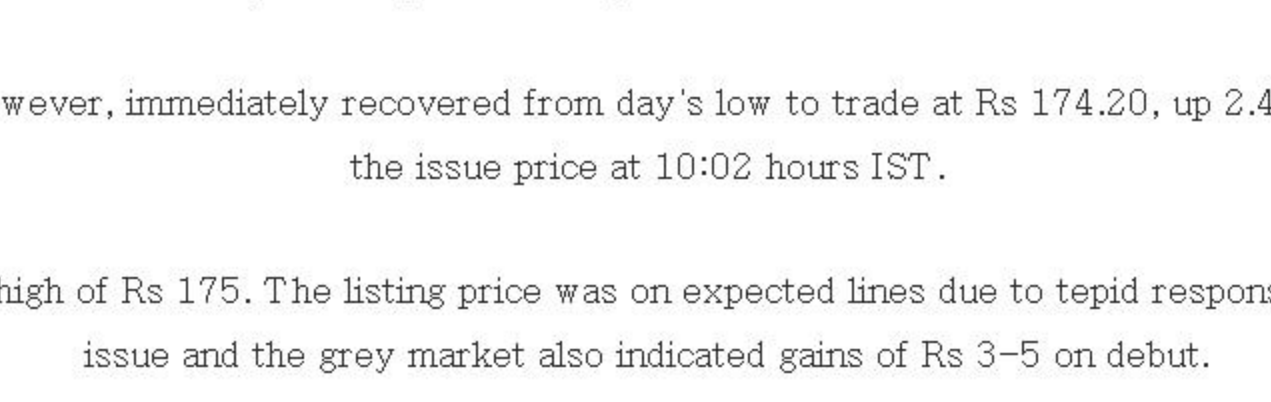 wever, immediately recovered from day's low to trade at Rs 174.20, up 2.4
the issue price at 10:02 hours IST.
high of Rs 175. The listing price was on expected lines due to tepid respons
issue and the grey market also indicated gains of Rs 3-5 on debut.